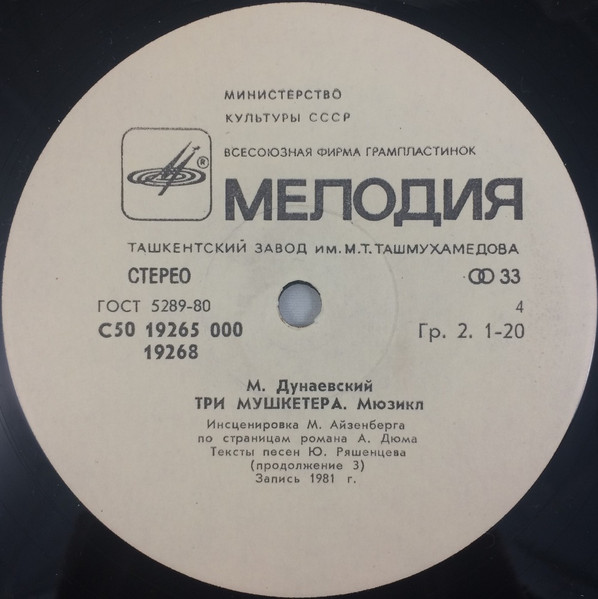 МИНИСТЕРСТВО
КУЛЬТУРЫ СССР
ВСЕСОЮЗНАЯ ФИРМА ГРАМПЛАСТИНОК
®
МЕЛОДИЯ
ТАШКЕНТСКИЙ ЗАВОД ИМ. М.Т. ТАШМУХАМЕДОВА
СТЕРЕО 33
ГОСТ 5289-80 4
С50 19265 000 Гр. 2. 1-20
19268
М. Дунаевский
ТРИ МУШКЕТЕРА. Мюзикл
Инсценировка М. Айзенберга
по страницам романа А. Дюма
Тексты песен Ю. Ряшенцева
(продолжение 3)
Запись 1981 г.